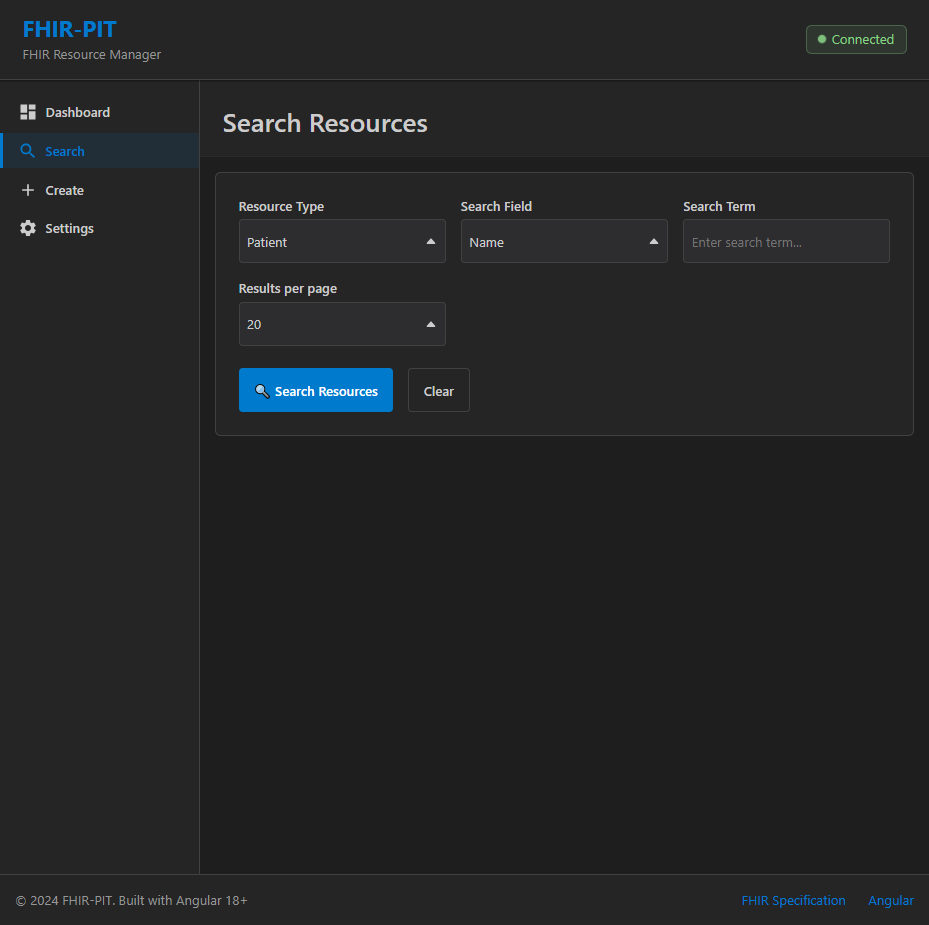 FHIR-PIT
FHIR Resource Manager
Connected
Dashboard
Search
Create
Settings
Search Resources
Resource Type
Search Field
Search Term
Patient
Name
Enter search term...
Results per page
20
Search Resources
Clear
© 2024 FHIR-PIT. Built with Angular 18+
FHIR Specification
Angular